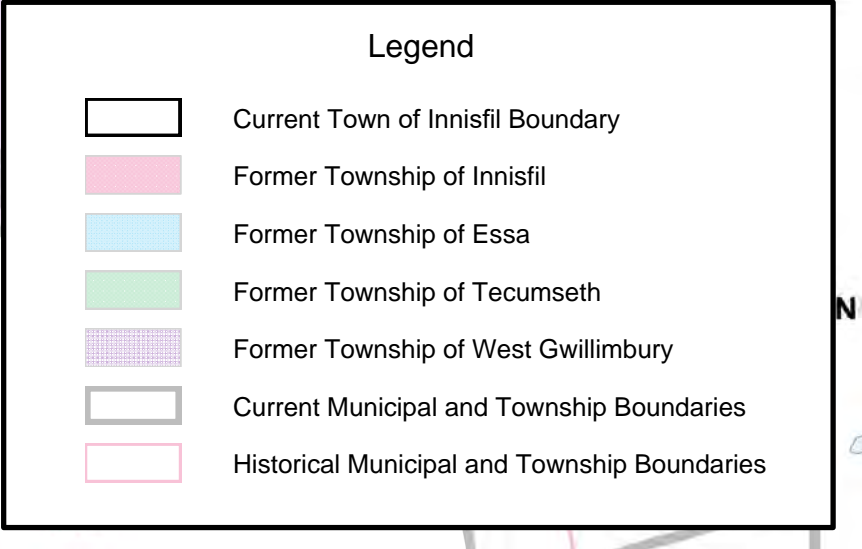 Legend
Current Town of Innisfil Boundary
Former Township of Innisfil
Former Township of Essa
Former Township of Tecumseth
Former Township of West Gwillimbury
Current Municipal and Township Boundaries
Historical Municipal and Township Boundaries
N